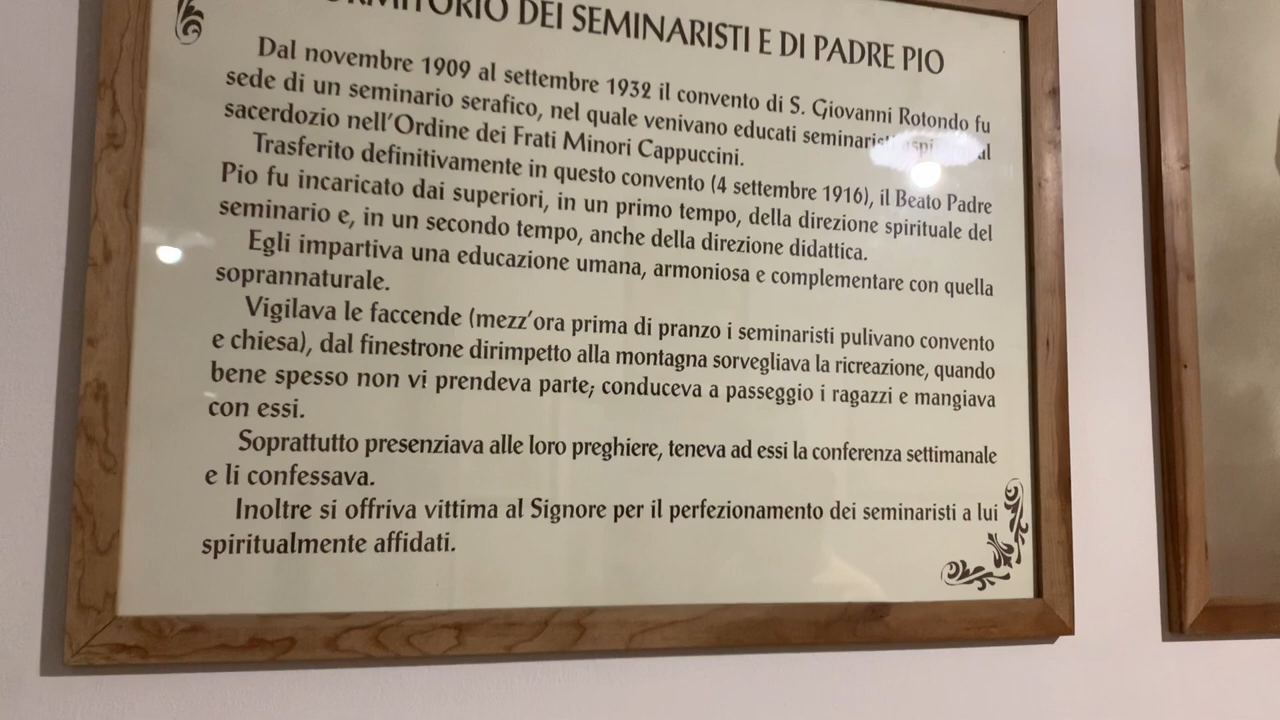 DORMITORIO DEI SEMINARISTI E DI PADRE PIO
Dal novembre 1909 al settembre 1932 il convento di S. Giovanni Rotondo fu
sede di un seminario serafico, nel quale venivano educati seminaristi
sacerdozio nell'Ordine dei Frati Minori Cappuccini.
Trasferito definitivamente in questo convento (4 settembre 1916), il Beato Padre
Pio fu incaricato dai superiori, in un primo tempo, della direzione spirituale del
seminario e, in un secondo tempo, anche della direzione didattica.
Egli impartiva una educazione umana, armoniosa e complementare con quella
soprannaturale.
Vigilava le faccende (mezz'ora prima di pranzo i seminaristi pulivano convento
e chiesa), dal finestrone dirimpetto alla montagna sorvegliava la ricreazione, quando
bene spesso non vi prendeva parte; conduceva a passeggio i ragazzi e mangiava
con essi.
Soprattutto presenziava alle loro preghiere, teneva ad essi la conferenza settimanale
e li confessava.
Inoltre si offriva vittima al Signore per il perfezionamento dei seminaristi a lui
spiritualmente affidati.